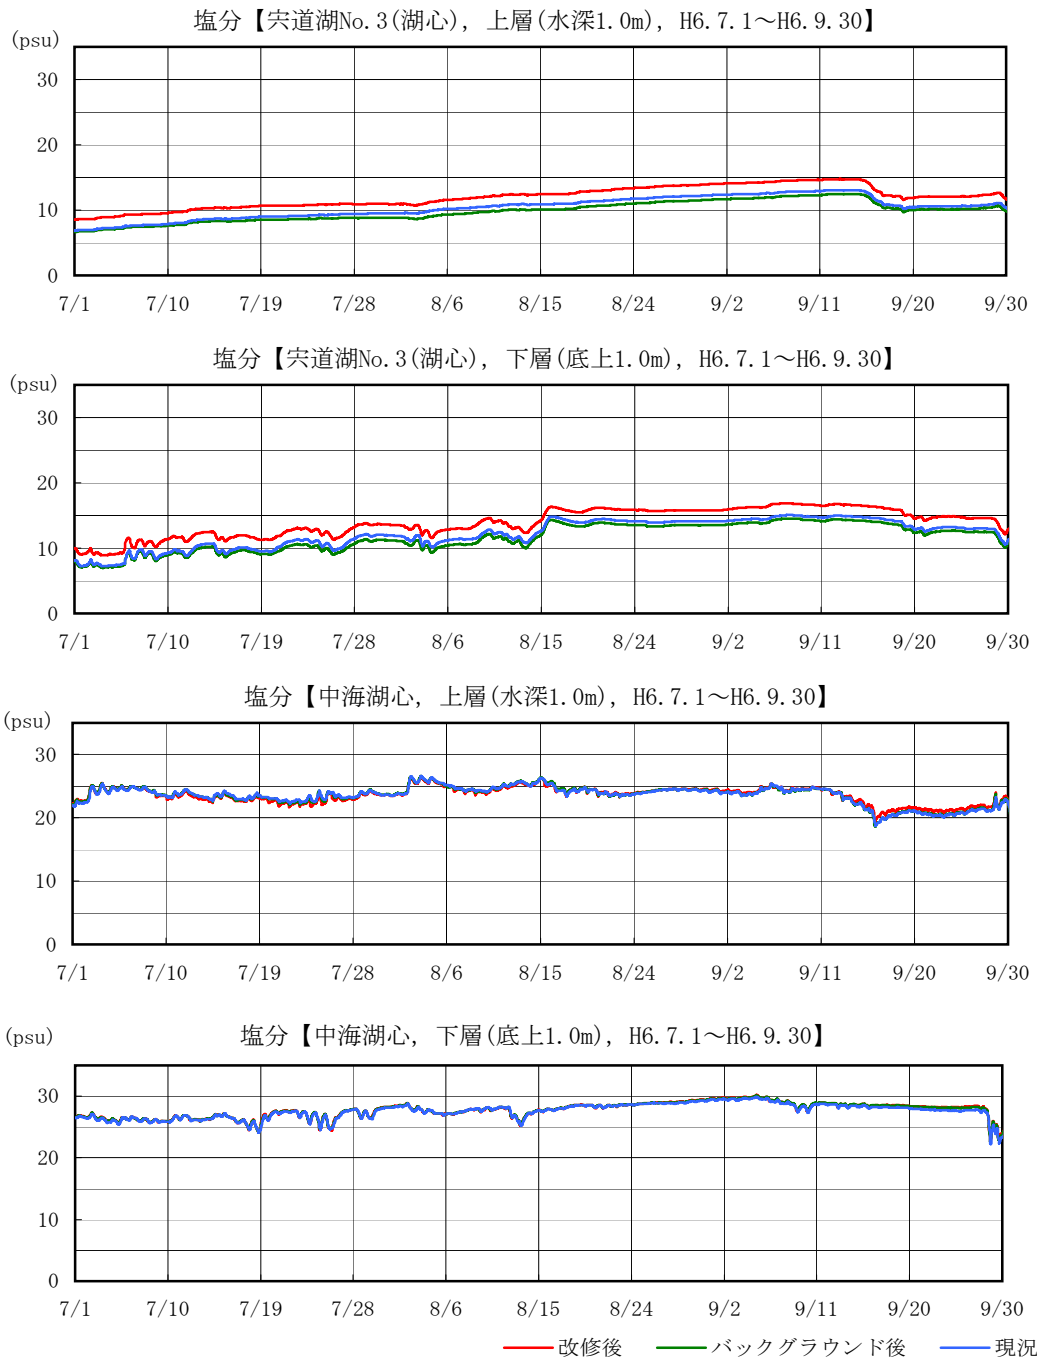 塩分【宍道湖No.3(湖心), 上層(水深1.0m), H6.7.1～H6.9.30】
(psu)
30
20
10
0
7/1 7/10 7/19 7/28 8/6 8/15 8/24 9/2 9/11 9/20 9/30
塩分【宍道湖No.3(湖心), 下層(底上1.0m), H6.7.1～H6.9.30】
(psu)
30
20
10
0
7/1 7/10 7/19 7/28 8/6 8/15 8/24 9/2 9/11 9/20 9/30
塩分【中海湖心, 上層(水深1.0m), H6.7.1～H6.9.30】
(psu)
30
20
10
0
7/1 7/10 7/19 7/28 8/6 8/15 8/24 9/2 9/11 9/20 9/30
塩分【中海湖心, 下層(底上1.0m), H6.7.1～H6.9.30】
(psu)
30
20
10
0
7/1 7/10 7/19 7/28 8/6 8/15 8/24 9/2 9/11 9/20 9/30
改修後 バックグラウンド後 現況